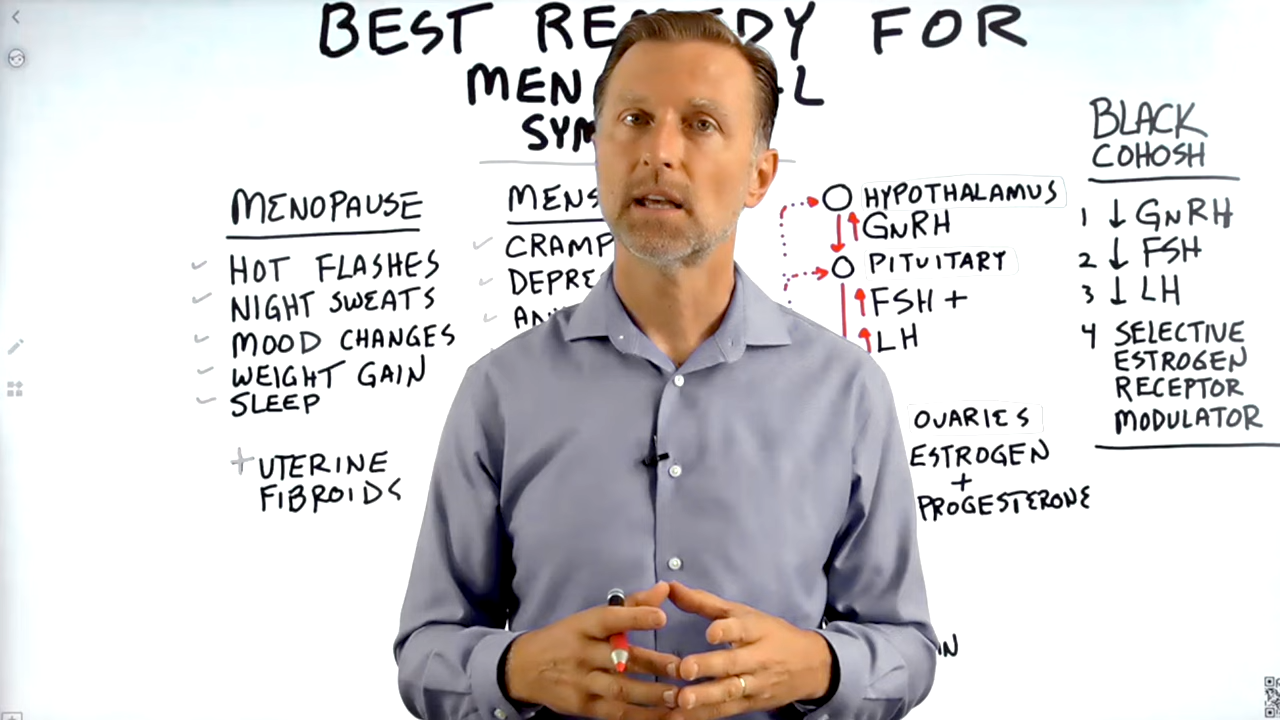 BEST REMEDY FOR
SYM
MENOPAUSE
HOT FLASHES
NIGHT SWEATS
MOOD CHANGES
WEIGHT GAIN
SLEEP
+ UTERINE
FIBROIDS
MENS
CRAMP
DEPRE
HYPOTHALAMUS
GnRH
PITUITARY
FSH +
LH
OVARIES
ESTROGEN
+
PROGESTERONE
BLACK
COHOSH
1 ↓ GnRH
2 ↓ FSH
3 ↓ LH
4 SELECTIVE
ESTROGEN
RECEPTOR
MODULATOR